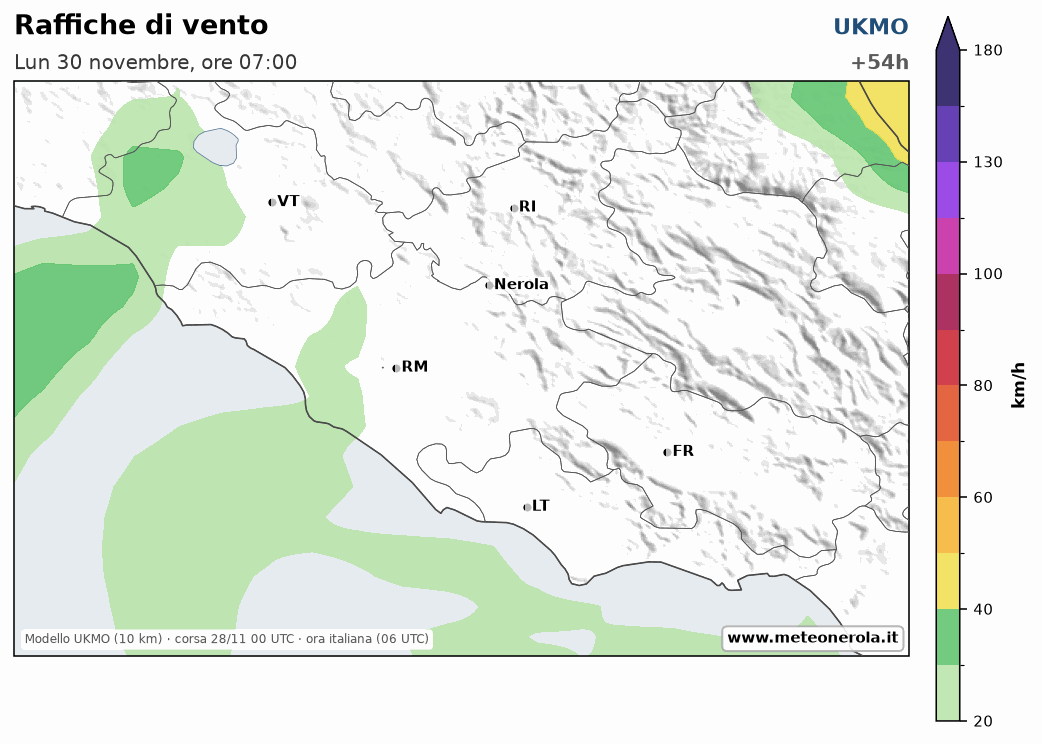 Raffiche di vento
UKMO
Lun 30 novembre, ore 07:00
+54h
180
130
100
80
60
40
20
km/h
VT
RI
Nerola
RM
FR
LT
Modello UKMO (10 km) · corsa 28/11 00 UTC · ora italiana (06 UTC)
www.meteonerola.it